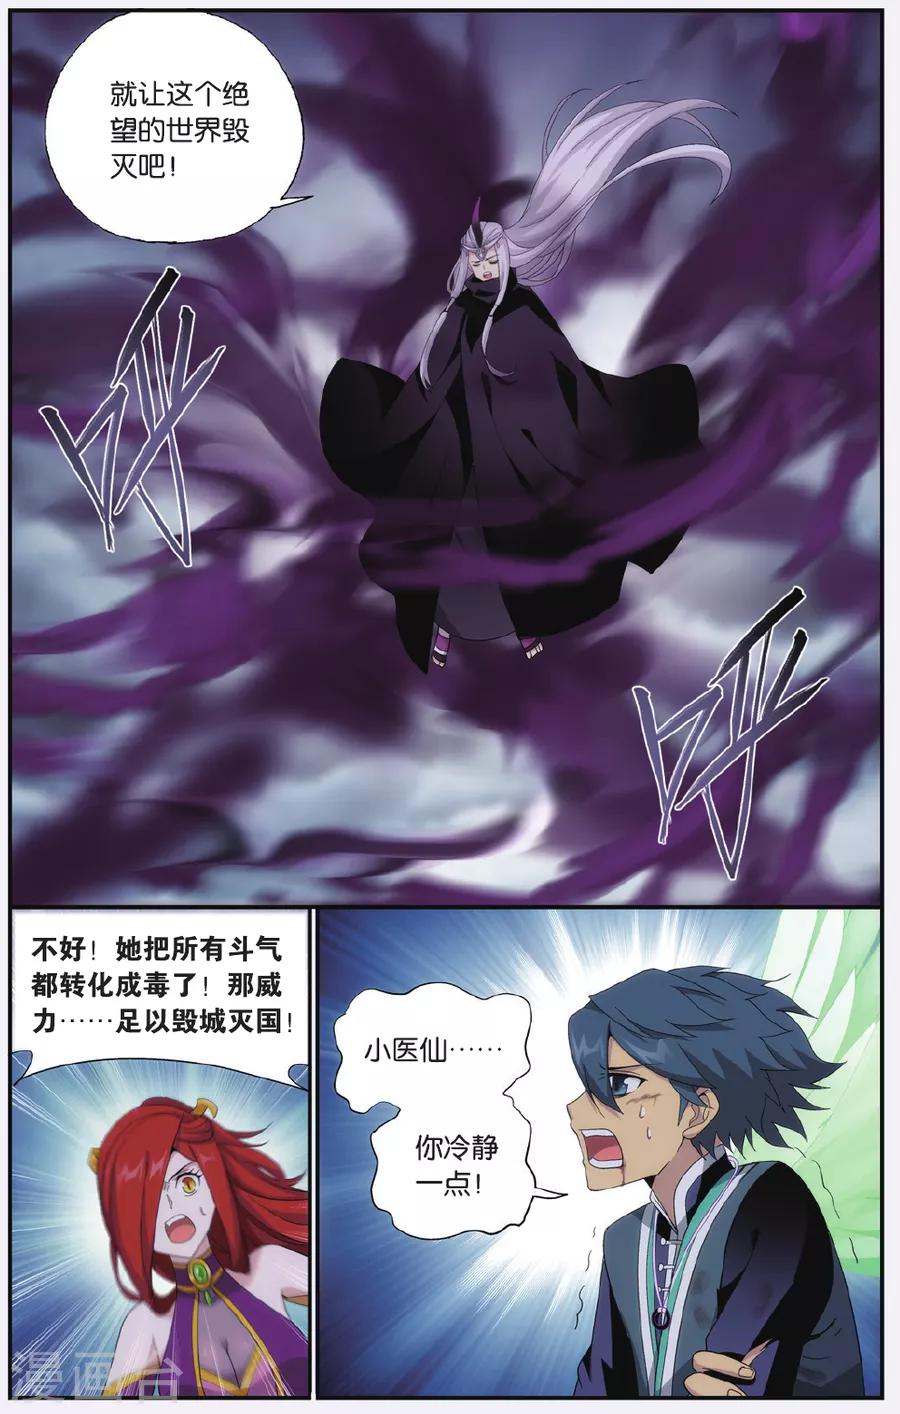 就让这个绝
望的世界毁
灭吧！
哑
哑
不好！她把所有斗气
都转化成毒了！那威
力……足以毁城灭国！
小医仙……
你冷静
一点！
漫画台